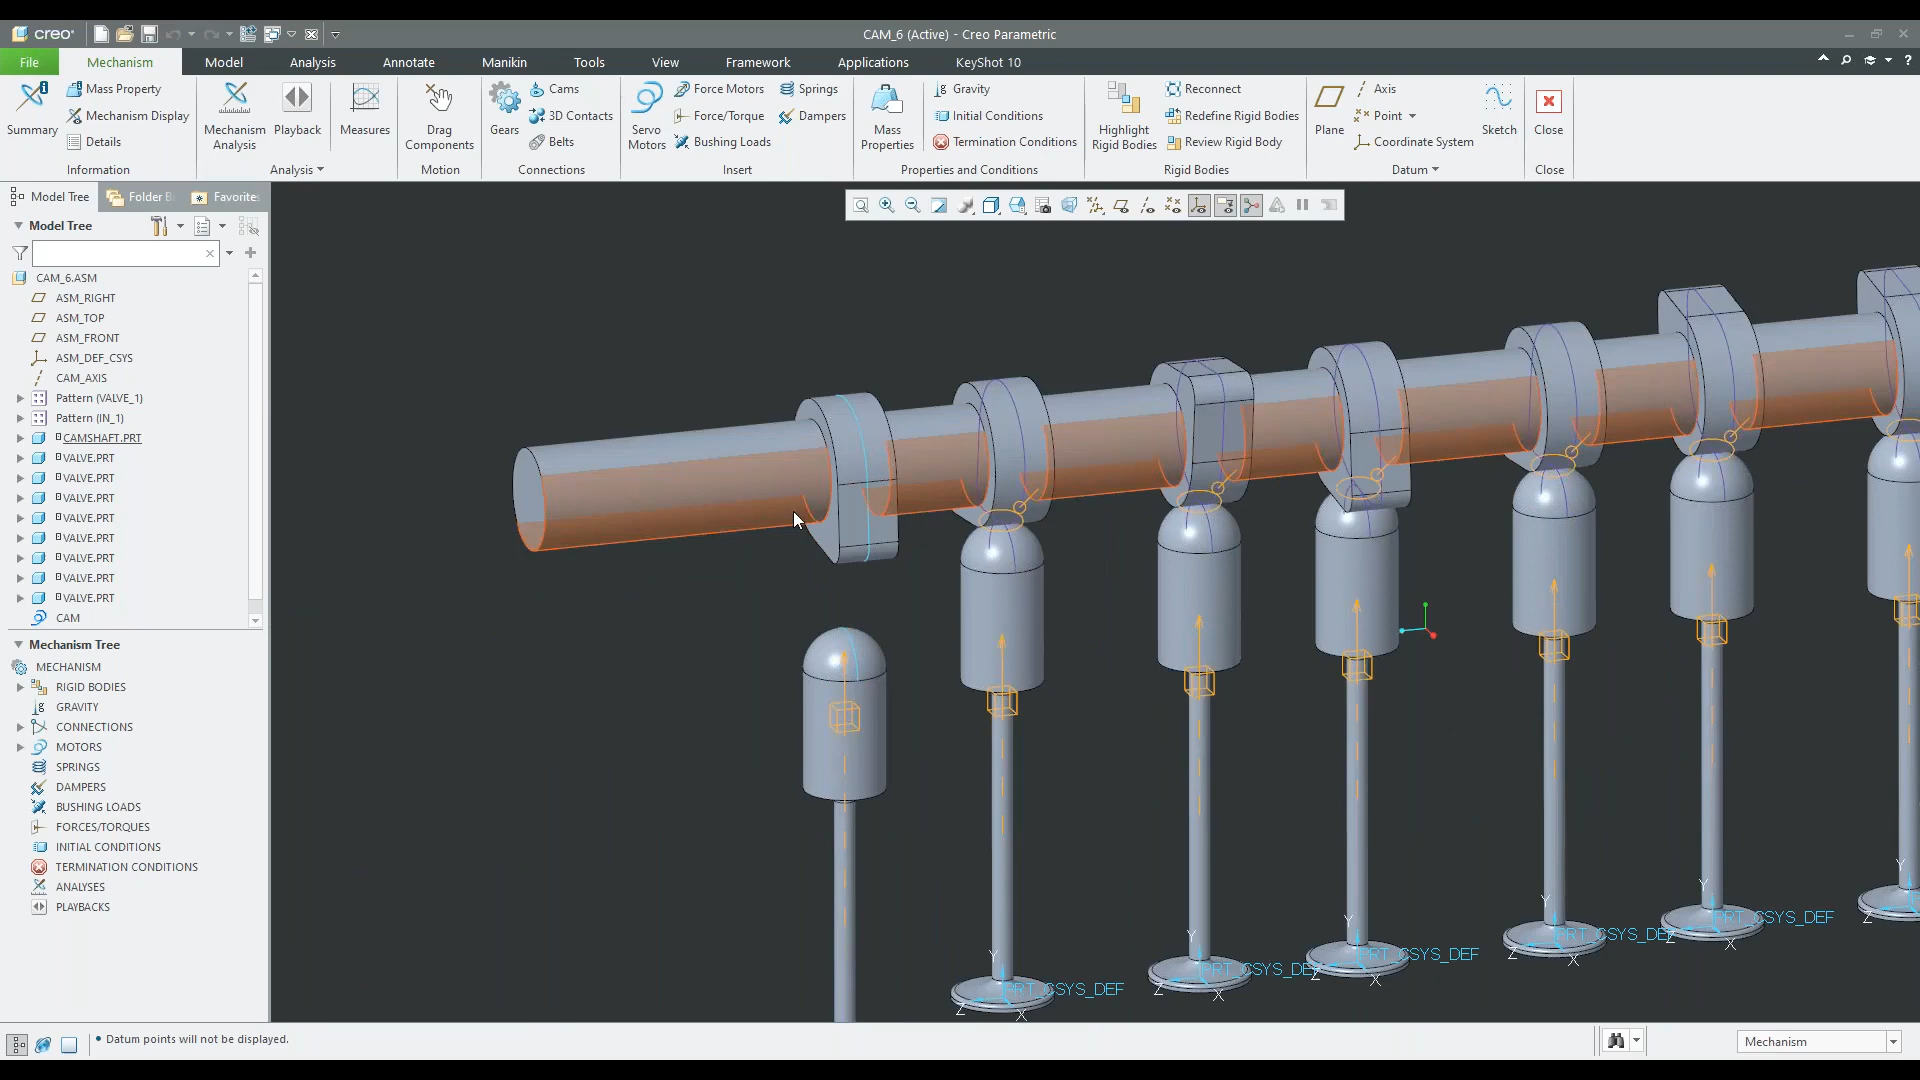 creo
CAM_6 (Active) - Creo Parametric
File
Mechanism
Model
Analysis
Annotate
Manikin
Tools
View
Framework
Applications
KeyShot 10
Summary
Mass Property
Mechanism Display
Details
Information
Mechanism Analysis
Playback
Measures
Analysis
Drag Components
Motion
Gears
Cams
3D Contacts
Belts
Connections
Servo Motors
Force Motors
Force/Torque
Bushing Loads
Springs
Dampers
Insert
Mass Properties
Gravity
Initial Conditions
Termination Conditions
Properties and Conditions
Highlight Rigid Bodies
Reconnect
Redefine Rigid Bodies
Review Rigid Body
Rigid Bodies
Plane
Axis
Point
Coordinate System
Sketch
Datum
Close
Close
Model Tree
Folder B
Favorites
Model Tree
CAM_6.ASM
ASM_RIGHT
ASM_TOP
ASM_FRONT
ASM_DEF_CSYS
CAM_AXIS
Pattern (VALVE_1)
Pattern (IN_1)
CAMSHAFT.PRT
VALVE.PRT
VALVE.PRT
VALVE.PRT
VALVE.PRT
VALVE.PRT
VALVE.PRT
VALVE.PRT
VALVE.PRT
CAM
Mechanism Tree
MECHANISM
RIGID BODIES
GRAVITY
CONNECTIONS
MOTORS
SPRINGS
DAMPERS
BUSHING LOADS
FORCES/TORQUES
INITIAL CONDITIONS
TERMINATION CONDITIONS
ANALYSES
PLAYBACKS
Y
PRT_CSYS_DEF
Z
X
Y
PRT_CSYS_DEF
Z
X
Y
PRT_CSYS_DEF
Z
X
Y
PRT_CSYS_DEF
Z
X
Y
PRT_CSYS_DEF
Z
X
Y
Z
Datum points will not be displayed.
Mechanism